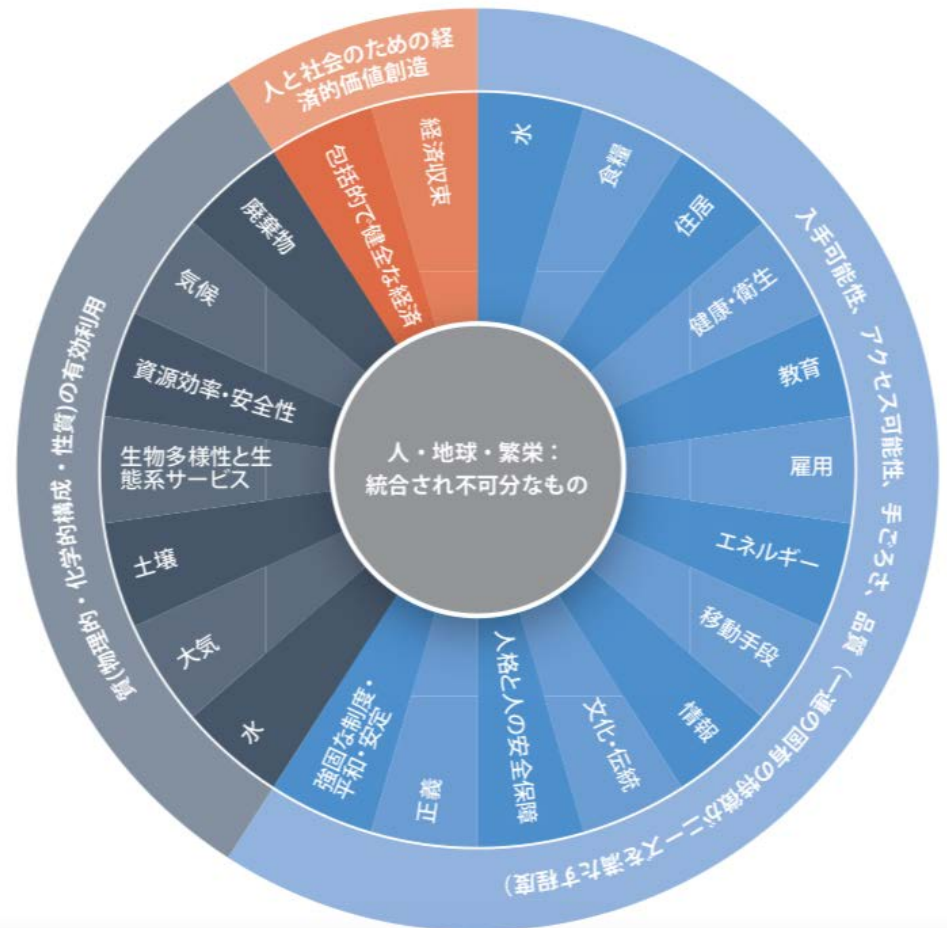 人と社会のための経
済的価値創造
包括的で健全な経済
経済収束
入手可能性、アクセス可能性、手ごろさ、品質（一連の固有の特徴がニーズを満たす程度）
水
食糧
住居
健康・衛生
教育
雇用
エネルギー
移動手段
情報
文化・伝統
人格と人の安全保障
正義
強固な制度・
平和・安定
質(物理的・化学的構成・性質)の有効利用
水
大気
土壌
生物多様性と生
態系サービス
資源効率・安全性
気候
廃棄物
人・地球・繁栄：
統合され不可分なもの